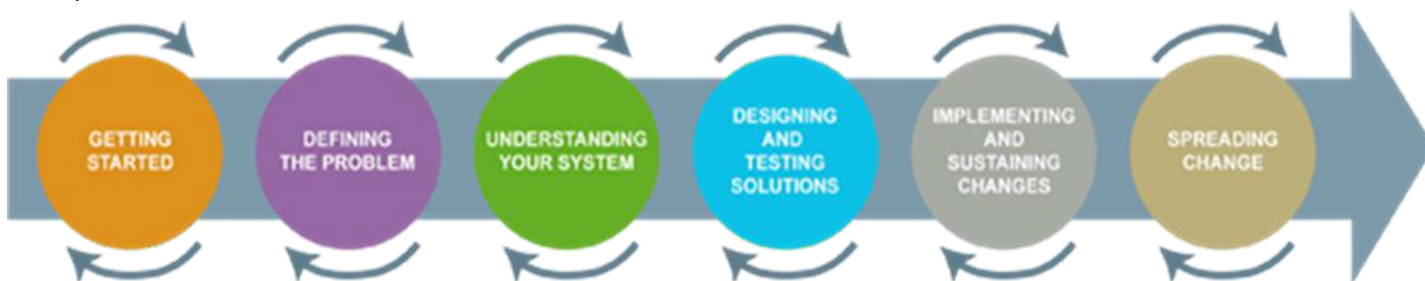 GETTING
STARTED
DEFINING
THE PROBLEM
UNDERSTANDING
YOUR SYSTEM
DESIGNING
AND
TESTING
SOLUTIONS
IMPLEMENTING
AND
SUSTAINING
CHANGES
SPREADING
CHANGE